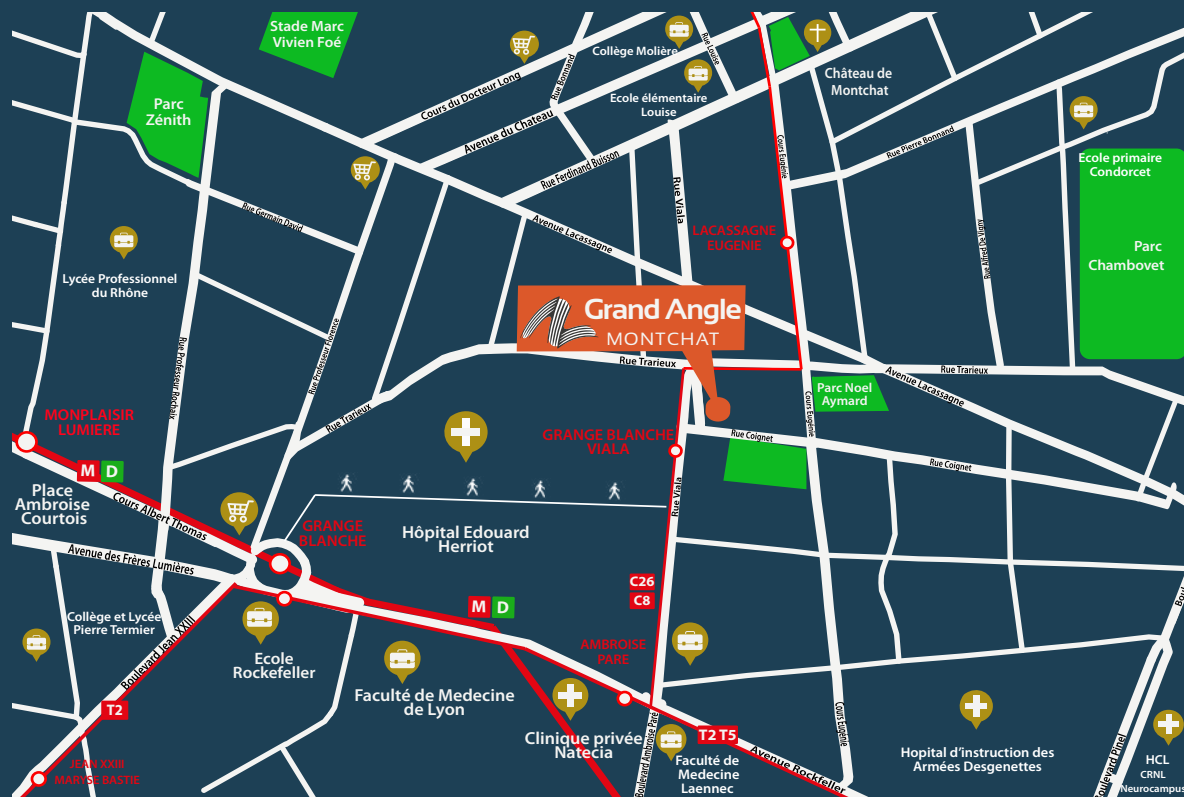 Stade Marc
Vivien Foé
Collège Molière
Rue Louise
Rue Bonnand
Cours du Docteur Long
Château de
Montchat
Parc
Zénith
Ecole élémentaire
Louise
Avenue du Chateau
Cours Eugénie
Rue Pierre Bonnand
Ecole primaire
Condorcet
Rue Ferdinand Buisson
Rue Viala
Rue Germain David
Avenue Lacassagne
LACASSAGNE
EUGENIE
Rue Alfred De Vigny
Parc
Chambovet
Lycée Professionnel
du Rhône
Grand Angle
MONTCHAT
Rue Professeur Rochaix
Rue Professeur Florence
Rue Trarieux
Rue Trarieux
Avenue Lacassagne
Parc Noel
Aymard
Cours Eugénie
Rue Trarieux
MONPLAISIR
LUMIERE
M D
GRANGE BLANCHE
VIALA
Rue Coignet
Rue Coignet
Place
Ambroise
Courtois
Cours Albert Thomas
Rue Viala
GRANGE
BLANCHE
Hôpital Edouard
Herriot
Avenue des Frères Lumières
C26
C8
M D
Collège et Lycée
Pierre Termier
Boulevard Jean XXIII
Ecole
Rockefeller
AMBROISE
PARE
Faculté de Medecine
de Lyon
T2
Clinique privée
Natecia
Boulevard Ambroise Paré
T2 T5
Cours Eugénie
Faculté de
Medecine
Laennec
Avenue Rockfeller
Hopital d’instruction des
Armées Desgenettes
Boulevard Pinel
Boul
HCL
CRNL
Neurocampus
JEAN XXIII
MARYSE BASTIE